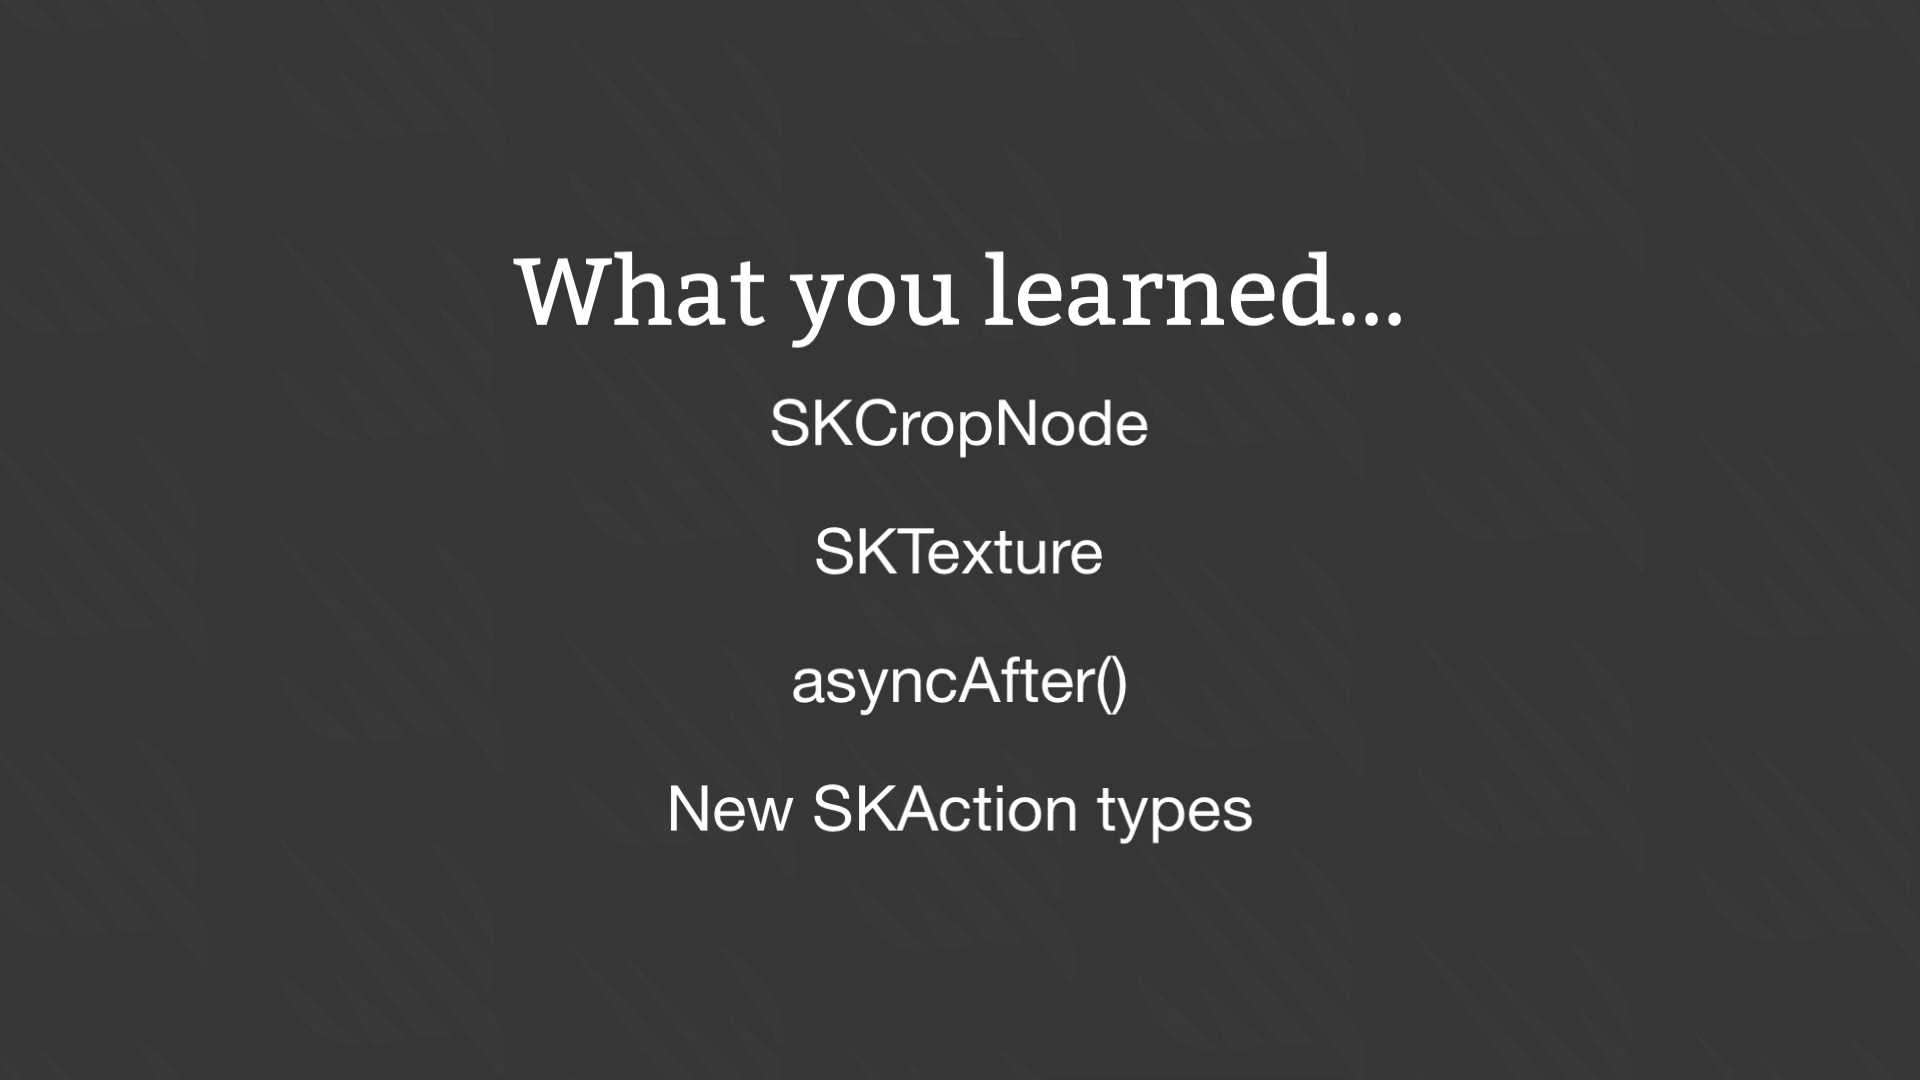 What you learned...
SKCropNode
SKTexture
asyncAfter()
New SKAction types